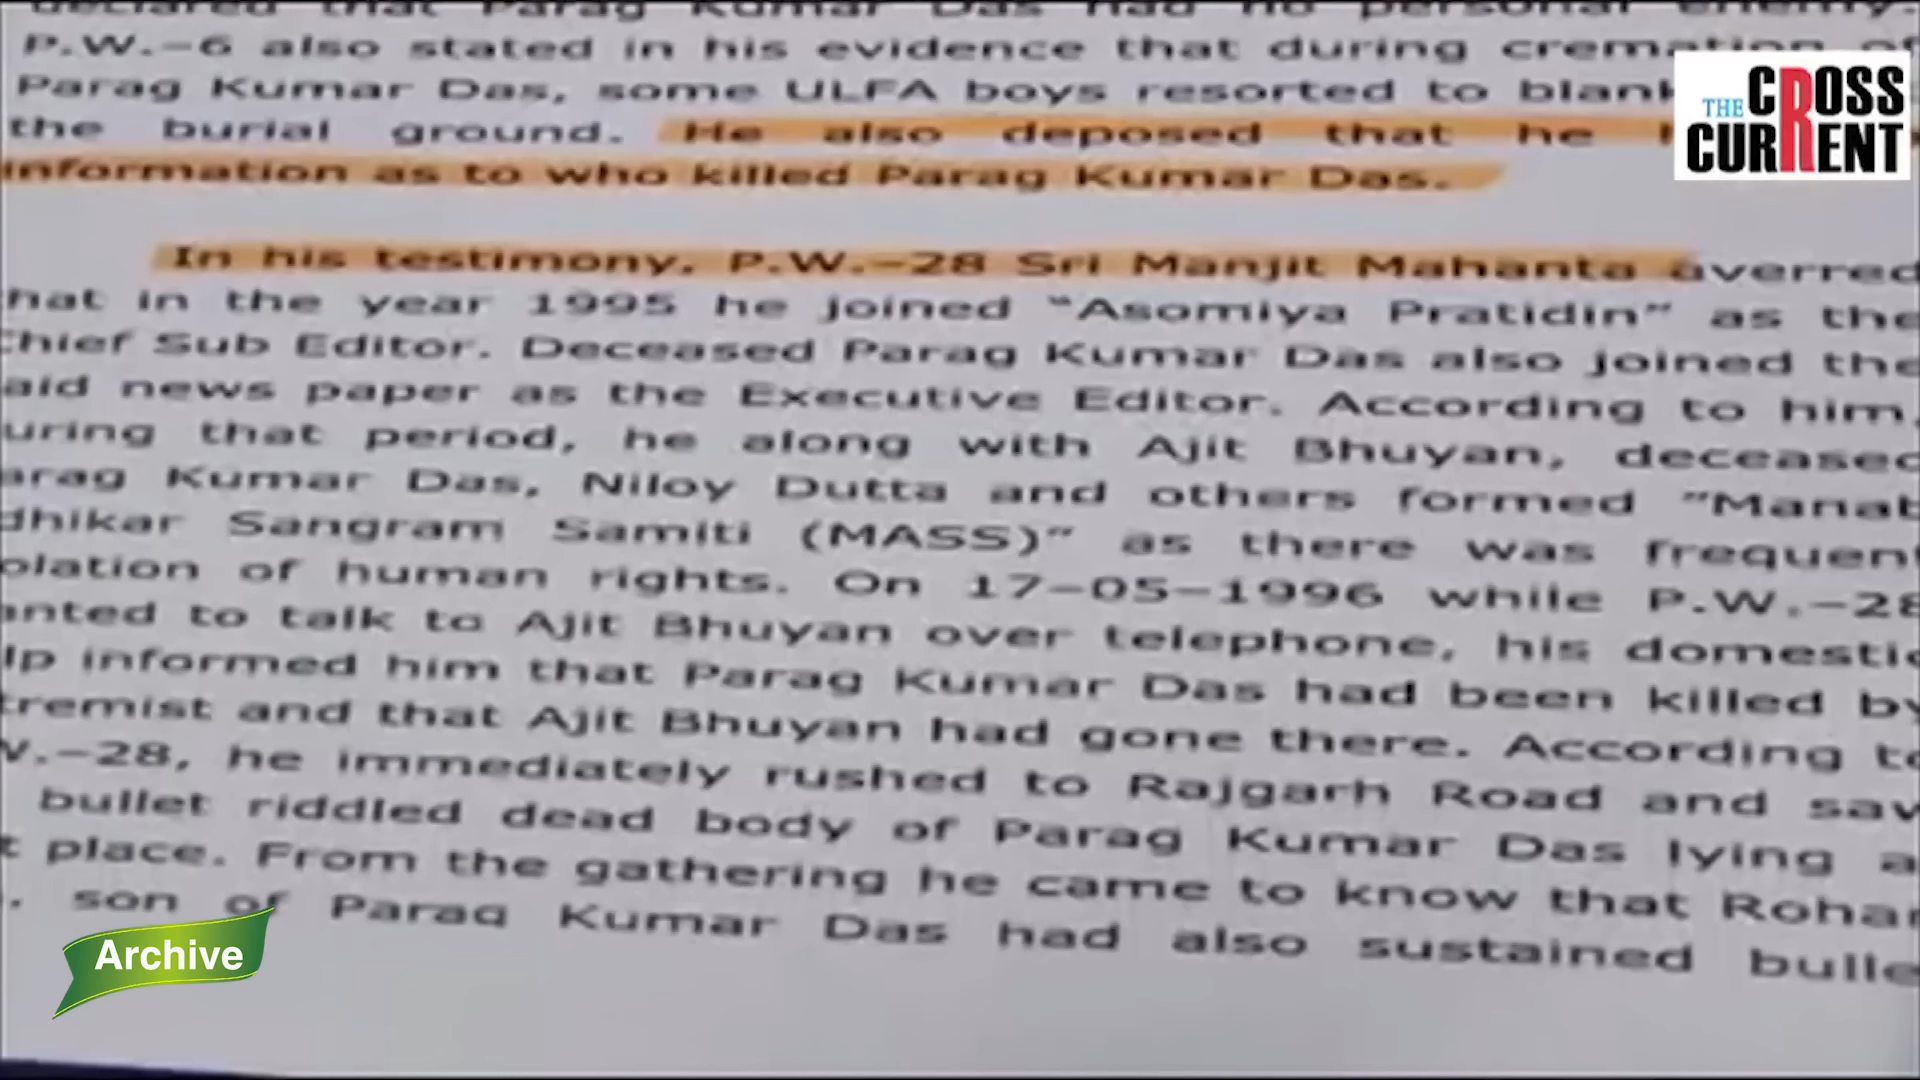 declared that Parag Kumar Das had no personal enemy.
P.W.-6 also stated in his evidence that during cremation of
Parag Kumar Das, some ULFA boys resorted to blank
the burial ground. He also deposed that he
information as to who killed Parag Kumar Das.
In his testimony, P.W.-28 Sri Manjit Mahanta averred
hat in the year 1995 he joined "Asomiya Pratidin" as the
Chief Sub Editor. Deceased Parag Kumar Das also joined the
aid news paper as the Executive Editor. According to him,
uring that period, he along with Ajit Bhuyan, deceased
arag Kumar Das, Niloy Dutta and others formed "Manab
dhikar Sangram Samiti (MASS)" as there was frequent
olation of human rights. On 17-05-1996 while P.W.-28
anted to talk to Ajit Bhuyan over telephone, his domestic
lp informed him that Parag Kumar Das had been killed by
tremist and that Ajit Bhuyan had gone there. According to
W.-28, he immediately rushed to Rajgarh Road and saw
bullet riddled dead body of Parag Kumar Das lying a
t place. From the gathering he came to know that Rohan
. son of Parag Kumar Das had also sustained bulle
THE CROSS
CURRENT
Archive